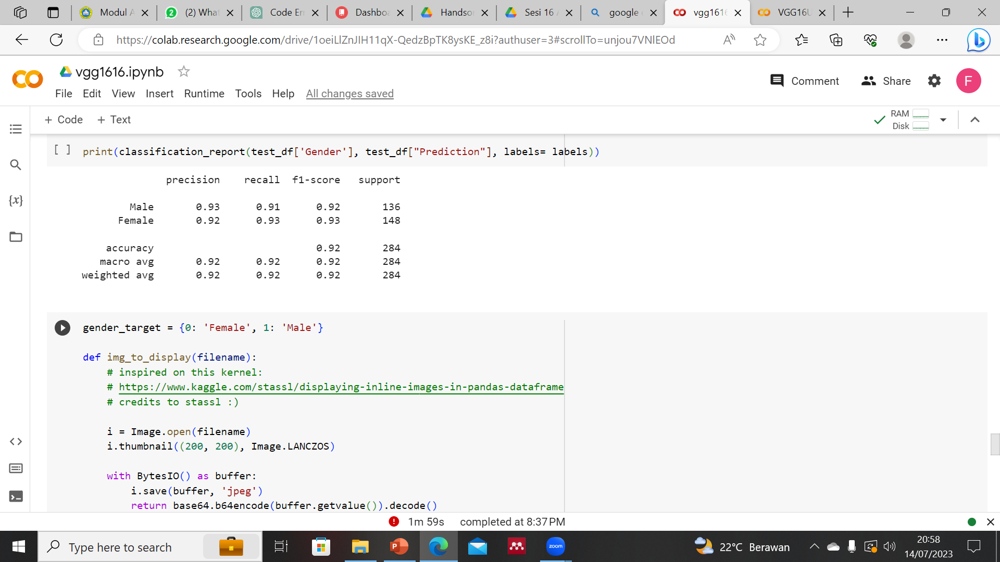 Modul A
(2) What
Code Err
Dashboa
Handsor
Sesi 16 A
google c
vgg1616
VGG16U
https://colab.research.google.com/drive/1oeiLlZnJIH11qX-QedzBpTK8ysKE_z8i?authuser=3#scrollTo=unjou7VNlEOd
vgg1616.ipynb
Comment Share F
File Edit View Insert Runtime Tools Help All changes saved
+ Code + Text
RAM
Disk
[ ] print(classification_report(test_df['Gender'], test_df["Prediction"], labels= labels))
precision recall f1-score support
Male 0.93 0.91 0.92 136
Female 0.92 0.93 0.93 148
accuracy 0.92 284
macro avg 0.92 0.92 0.92 284
weighted avg 0.92 0.92 0.92 284
gender_target = {0: 'Female', 1: 'Male'}
def img_to_display(filename):
# inspired on this kernel:
# https://www.kaggle.com/stassl/displaying-inline-images-in-pandas-dataframe
# credits to stassl :)
i = Image.open(filename)
i.thumbnail((200, 200), Image.LANCZOS)
with BytesIO() as buffer:
i.save(buffer, 'jpeg')
return base64.b64encode(buffer.getvalue()).decode()
1m 59s completed at 8:37 PM
Type here to search
zoom
22°C Berawan
20:58
14/07/2023